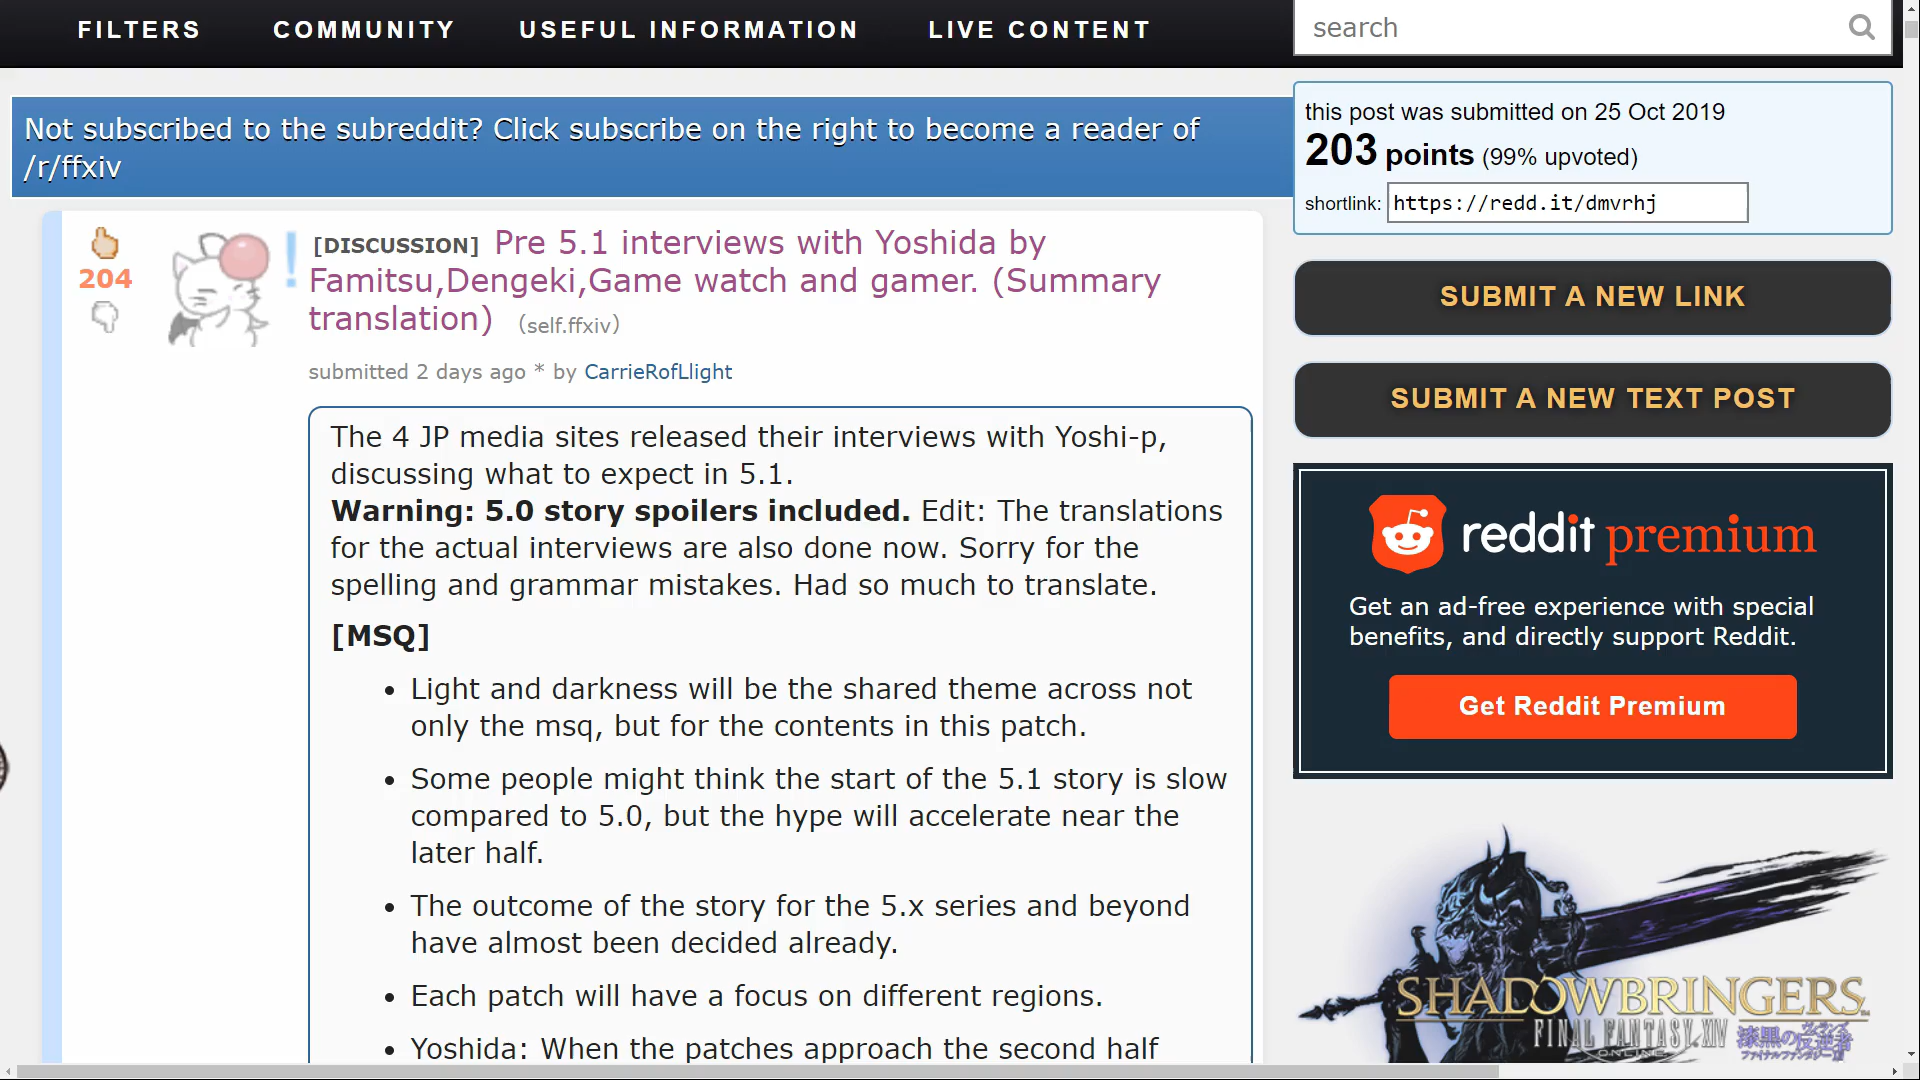 FILTERS COMMUNITY USEFUL INFORMATION LIVE CONTENT
search
Not subscribed to the subreddit? Click subscribe on the right to become a reader of
/r/ffxiv
204
[DISCUSSION] Pre 5.1 interviews with Yoshida by
Famitsu,Dengeki,Game watch and gamer. (Summary
translation) (self.ffxiv)
submitted 2 days ago * by CarrieRofLlight
The 4 JP media sites released their interviews with Yoshi-p,
discussing what to expect in 5.1.
Warning: 5.0 story spoilers included. Edit: The translations
for the actual interviews are also done now. Sorry for the
spelling and grammar mistakes. Had so much to translate.
[MSQ]
• Light and darkness will be the shared theme across not
only the msq, but for the contents in this patch.
• Some people might think the start of the 5.1 story is slow
compared to 5.0, but the hype will accelerate near the
later half.
• The outcome of the story for the 5.x series and beyond
have almost been decided already.
• Each patch will have a focus on different regions.
• Yoshida: When the patches approach the second half
this post was submitted on 25 Oct 2019
203 points (99% upvoted)
shortlink: https://redd.it/dmvrhj
SUBMIT A NEW LINK
SUBMIT A NEW TEXT POST
reddit premium
Get an ad-free experience with special
benefits, and directly support Reddit.
Get Reddit Premium
SHADOWBRINGERS
FINAL FANTASY XIV
ONLINE
漆黒の反逆者
ヴィランズ
ファイナルファンタジーXIV